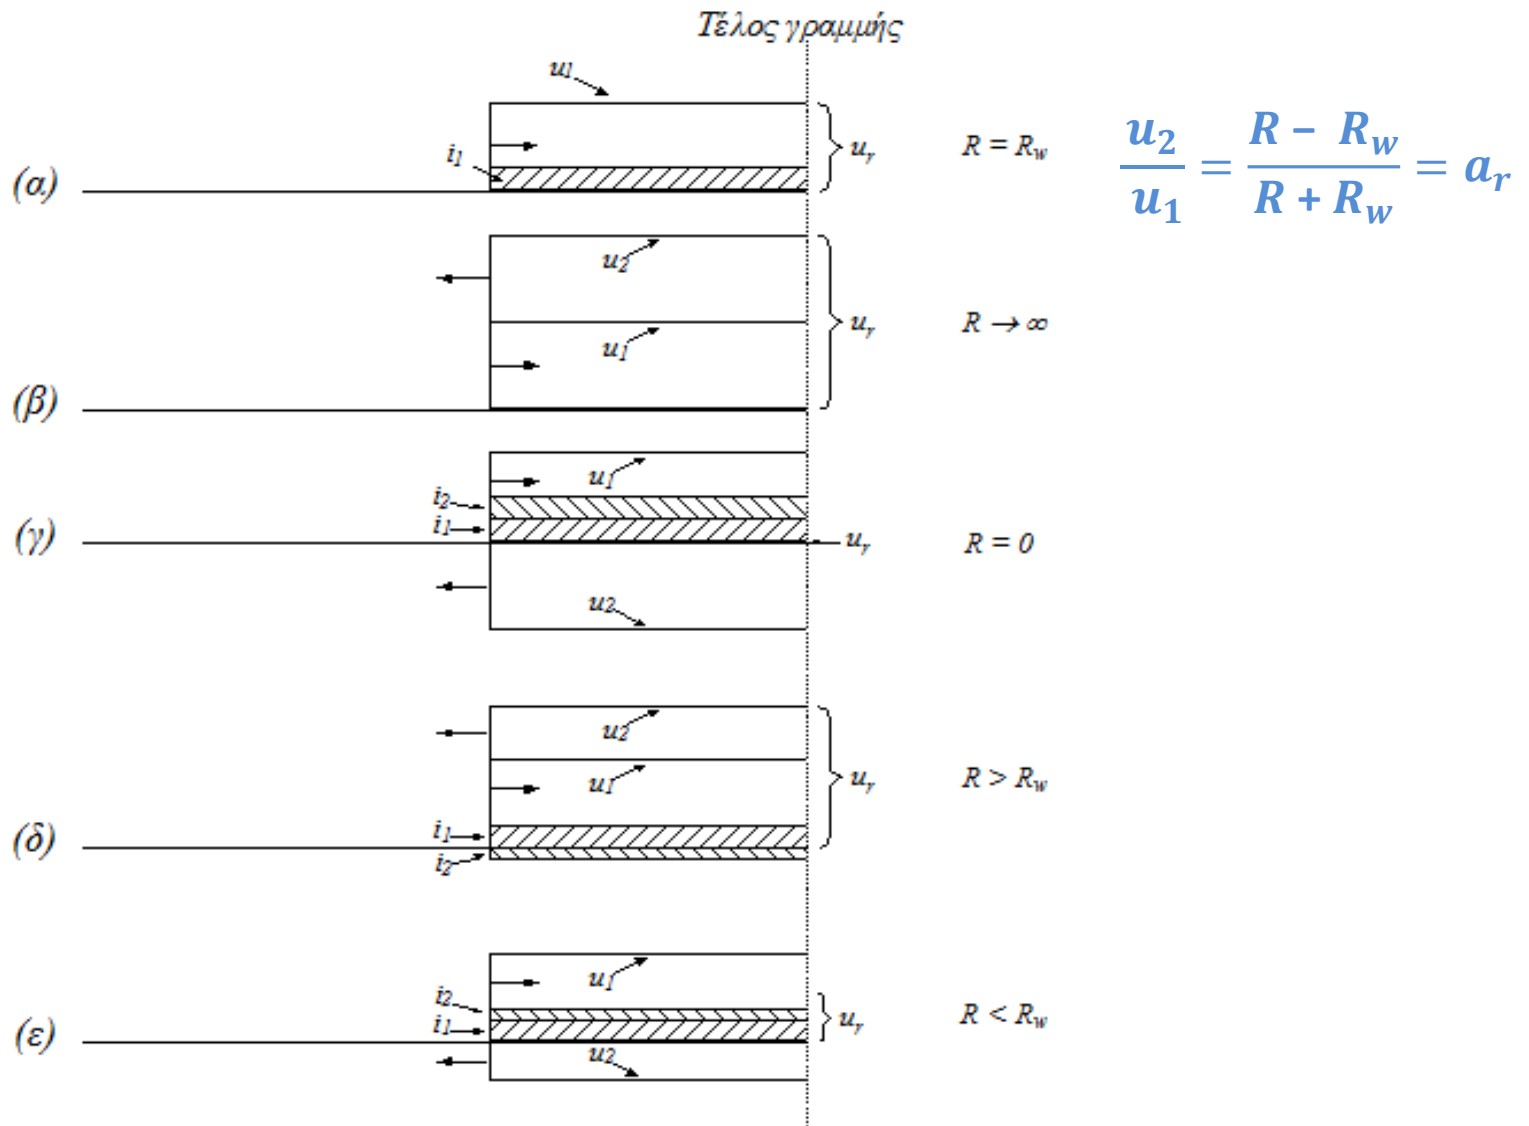 Τέλος γραμμής
u1
i1
(α)
ur
R = Rw
u2/u1 = (R − Rw)/(R + Rw) = ar
u2
u1
(β)
ur
R → ∞
u1
i2
i1
(γ)
u2
ur
R = 0
u2
u1
i1
i2
(δ)
ur
R > Rw
u1
i2
i1
(ε)
u2
ur
R < Rw